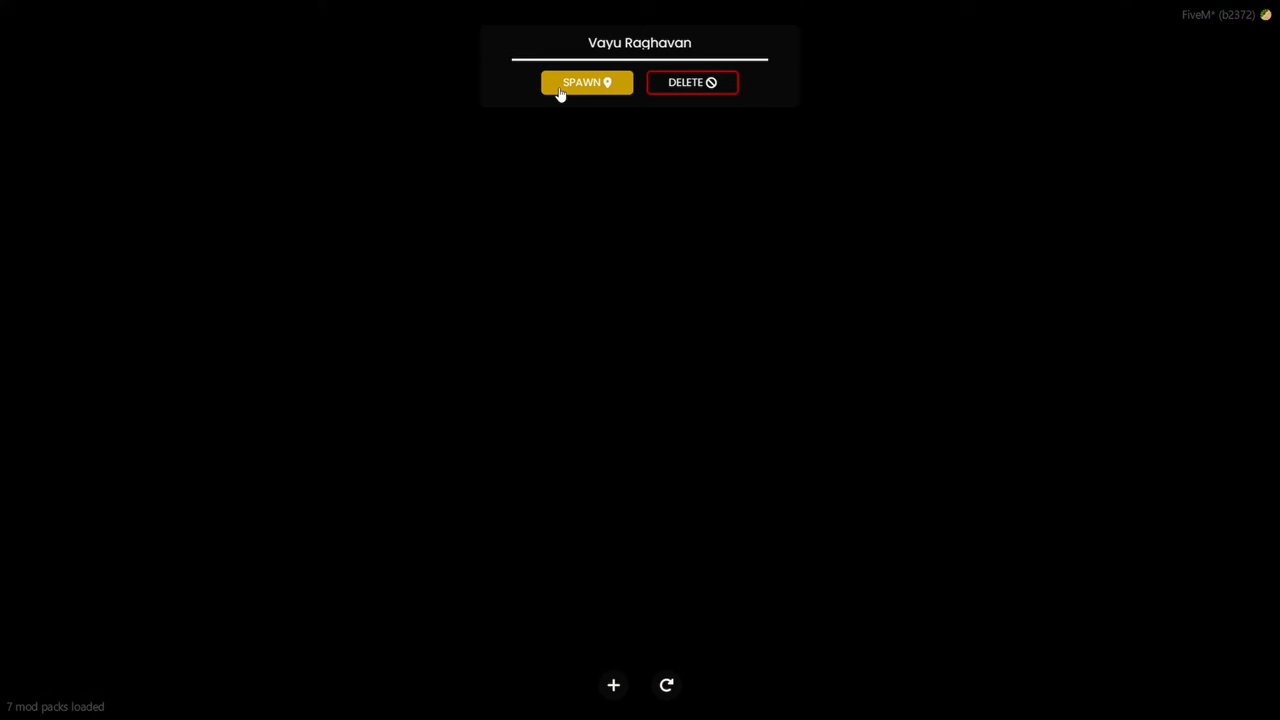 FiveM* (b2372)
Vayu Raghavan
SPAWN
DELETE
7 mod packs loaded